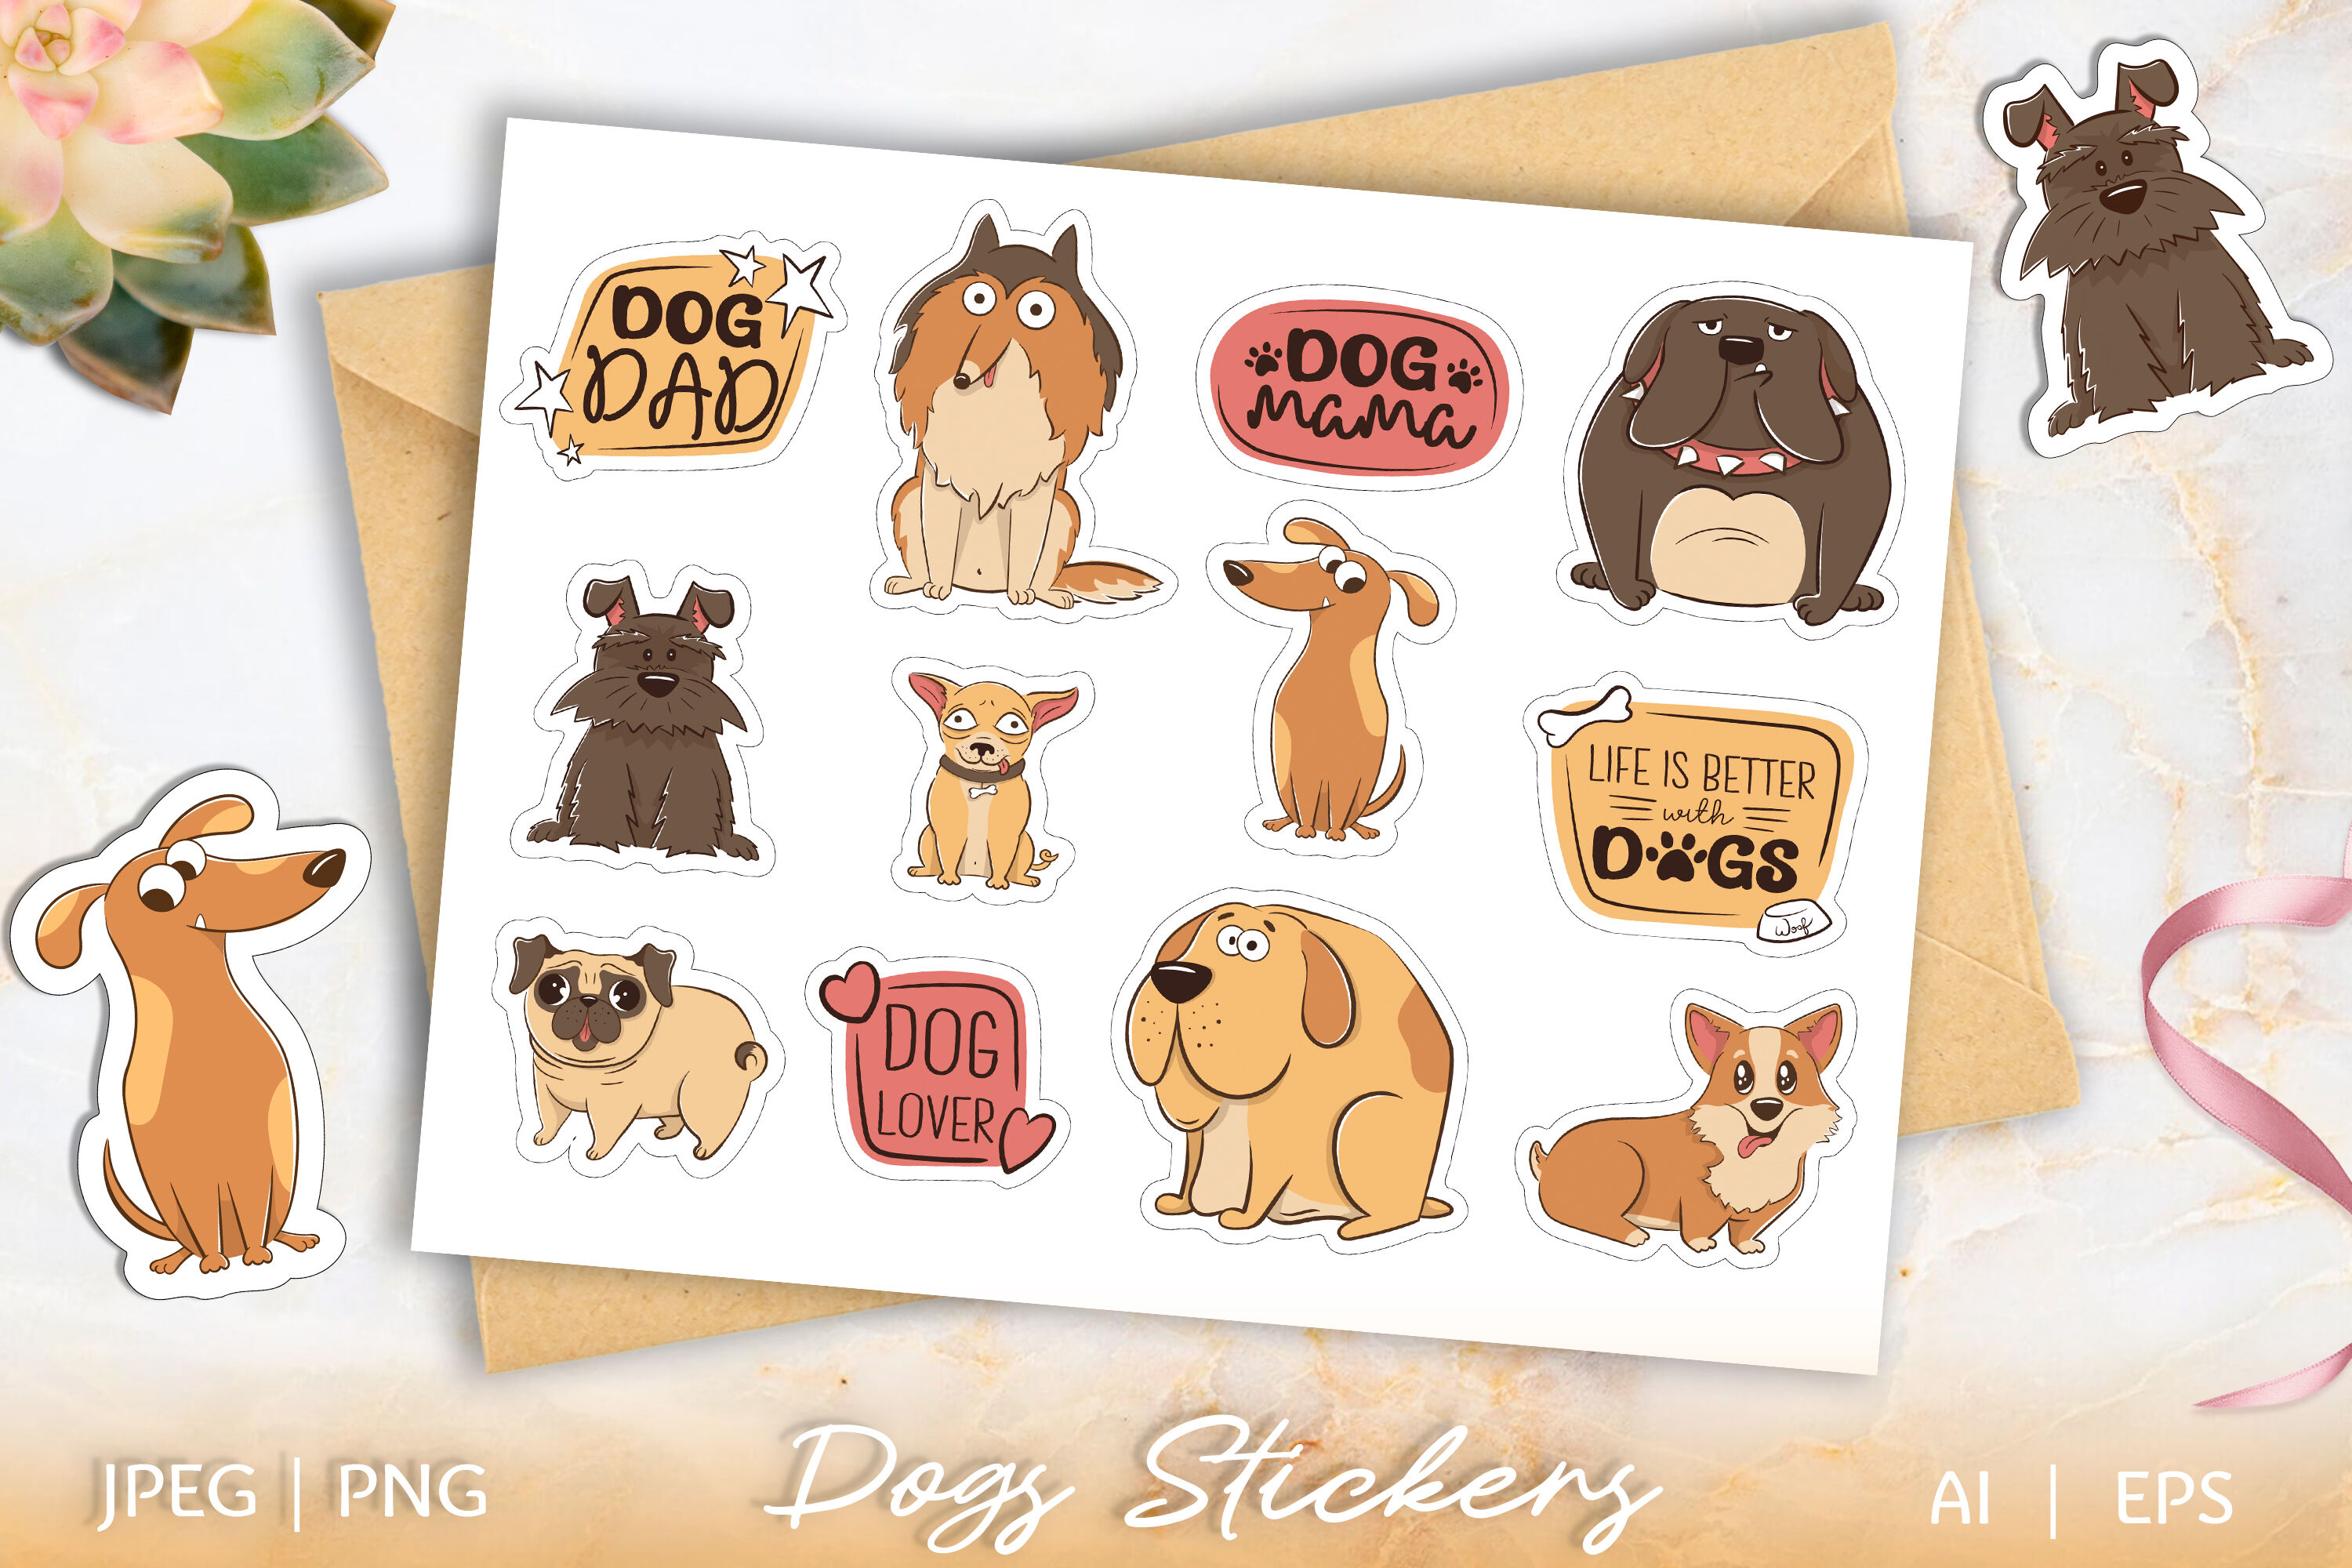 DOG
DAD
DOG
MaMa
LIFE IS BETTER
with
DOGS
Woof
DOG
LOVER
JPEG | PNG
Dogs Stickers
AI | EPS